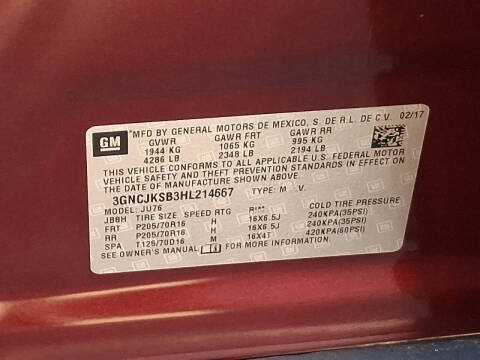 GM
MFD BY GENERAL MOTORS DE MEXICO, S. DE R.L. DE C.V. 02/17
GVWR GAWR FRT GAWR RR
1944 KG 1065 KG 995 KG
4286 LB 2348 LB 2194 LB
THIS VEHICLE CONFORMS TO ALL APPLICABLE U.S. FEDERAL MOTOR
VEHICLE SAFETY AND THEFT PREVENTION STANDARDS IN EFFECT ON
THE DATE OF MANUFACTURE SHOWN ABOVE.
3GNCJKSB3HL214667 TYPE: M V.
MODEL: JU76
JBBH TIRE SIZE SPEED RTG RIM COLD TIRE PRESSURE
FRT P205/70R16 H 16X6.5J 240KPA(35PSI)
RR P205/70R16 H 16X6.5J 240KPA(35PSI)
SPA T125/70D16 M 16X4T 420KPA(60PSI)
SEE OWNER'S MANUAL